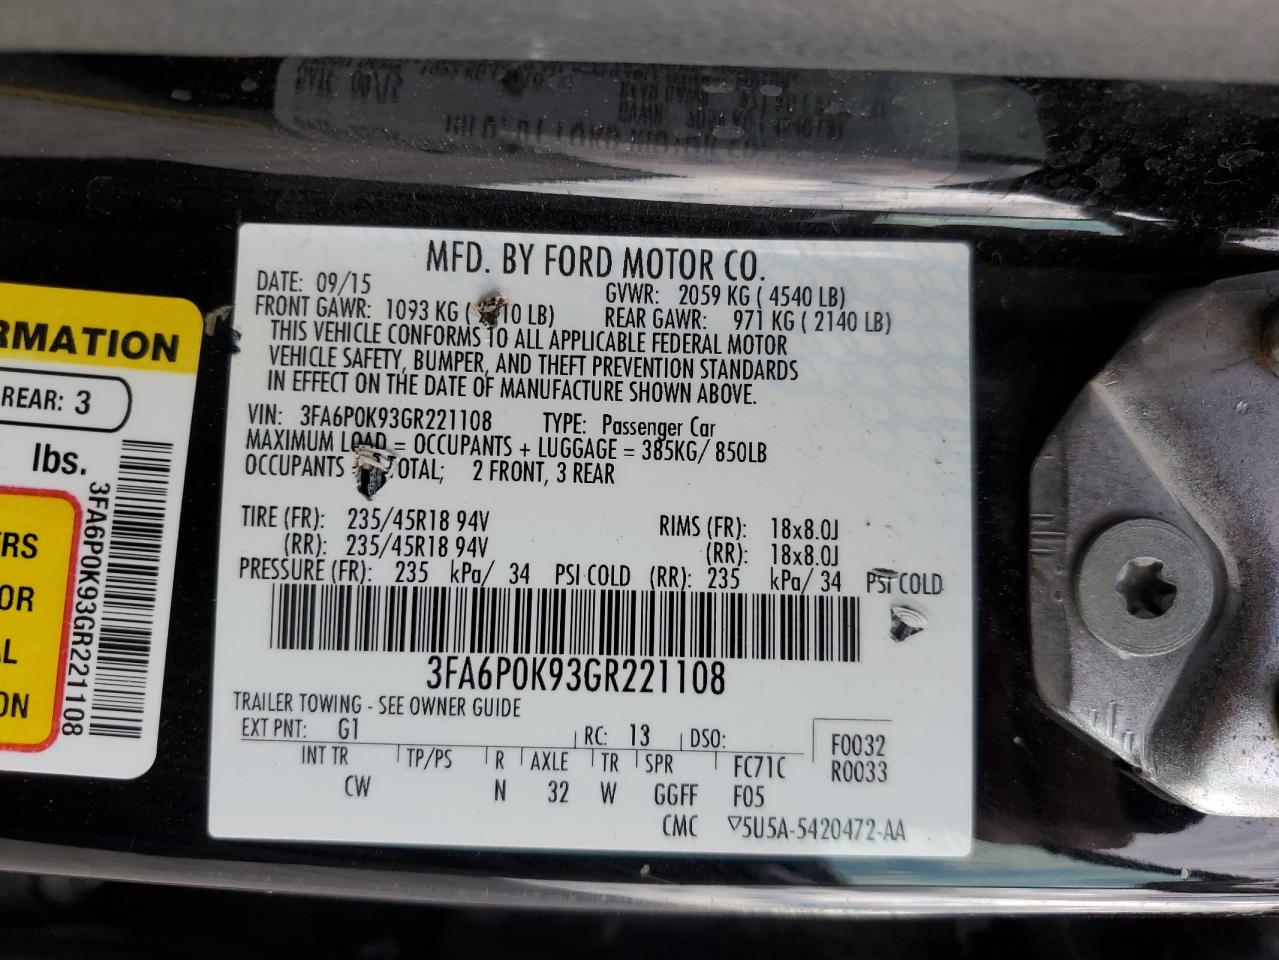 MFD. BY FORD MOTOR CO.
DATE: 09/15
GVWR: 2059 KG ( 4540 LB)
FRONT GAWR: 1093 KG ( 10 LB)
REAR GAWR: 971 KG ( 2140 LB)
THIS VEHICLE CONFORMS TO ALL APPLICABLE FEDERAL MOTOR
VEHICLE SAFETY, BUMPER, AND THEFT PREVENTION STANDARDS
IN EFFECT ON THE DATE OF MANUFACTURE SHOWN ABOVE.
VIN: 3FA6P0K93GR221108 TYPE: Passenger Car
MAXIMUM LOAD = OCCUPANTS + LUGGAGE = 385KG/ 850LB
OCCUPANTS TOTAL; 2 FRONT, 3 REAR
TIRE (FR): 235/45R18 94V RIMS (FR): 18x8.0J
(RR): 235/45R18 94V (RR): 18x8.0J
PRESSURE (FR): 235 kPa/ 34 PSI COLD (RR): 235 kPa/ 34 PSI COLD
3FA6P0K93GR221108
TRAILER TOWING - SEE OWNER GUIDE
EXT PNT: G1 RC: 13 DSO:
F0032
R0033
INT TR TP/PS R AXLE TR SPR FC71C
CW N 32 W GGFF F05
CMC ▽5U5A-5420472-AA
RMATION
REAR: 3
lbs.
3FA6P0K93GR221108
TRS
OR
L
ON